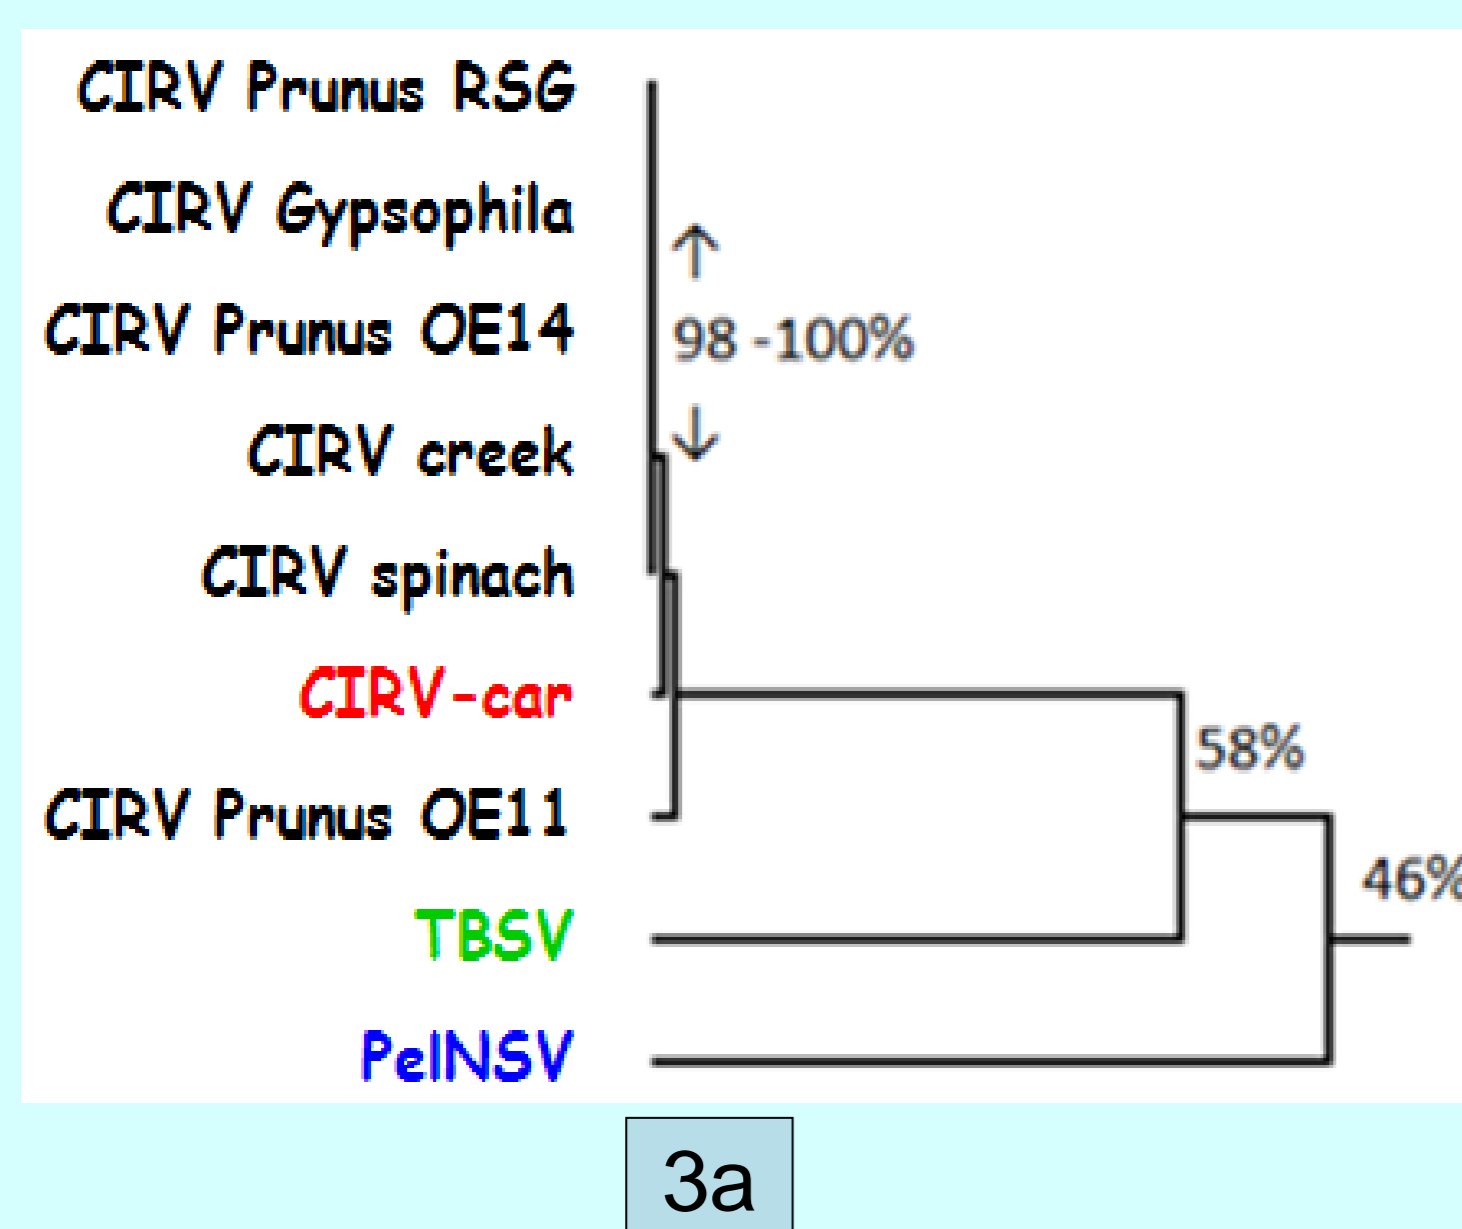 CIRV Prunus RSG
CIRV Gypsophila
↑
CIRV Prunus OE14
98 -100%
CIRV creek
↓
CIRV spinach
CIRV-car
58%
CIRV Prunus OE11
46%
TBSV
PelNSV
3a